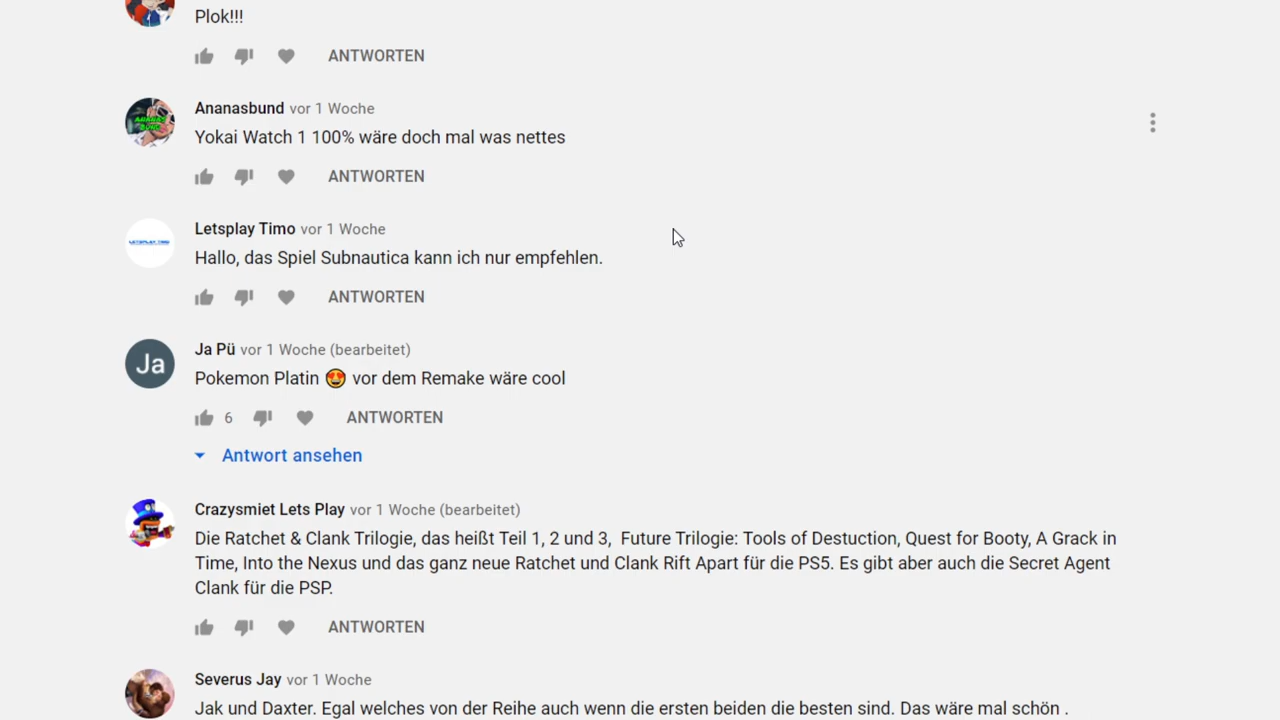 Plok!!!
ANTWORTEN
Ananasbund vor 1 Woche
Yokai Watch 1 100% wäre doch mal was nettes
ANTWORTEN
Letsplay Timo vor 1 Woche
LETSPLAY TIMO
Hallo, das Spiel Subnautica kann ich nur empfehlen.
ANTWORTEN
Ja Pü vor 1 Woche (bearbeitet)
Ja
Pokemon Platin 😍 vor dem Remake wäre cool
6 ANTWORTEN
Antwort ansehen
Crazysmiet Lets Play vor 1 Woche (bearbeitet)
Die Ratchet & Clank Trilogie, das heißt Teil 1, 2 und 3, Future Trilogie: Tools of Destuction, Quest for Booty, A Grack in
Time, Into the Nexus und das ganz neue Ratchet und Clank Rift Apart für die PS5. Es gibt aber auch die Secret Agent
Clank für die PSP.
ANTWORTEN
Severus Jay vor 1 Woche
Jak und Daxter. Egal welches von der Reihe auch wenn die ersten beiden die besten sind. Das wäre mal schön .